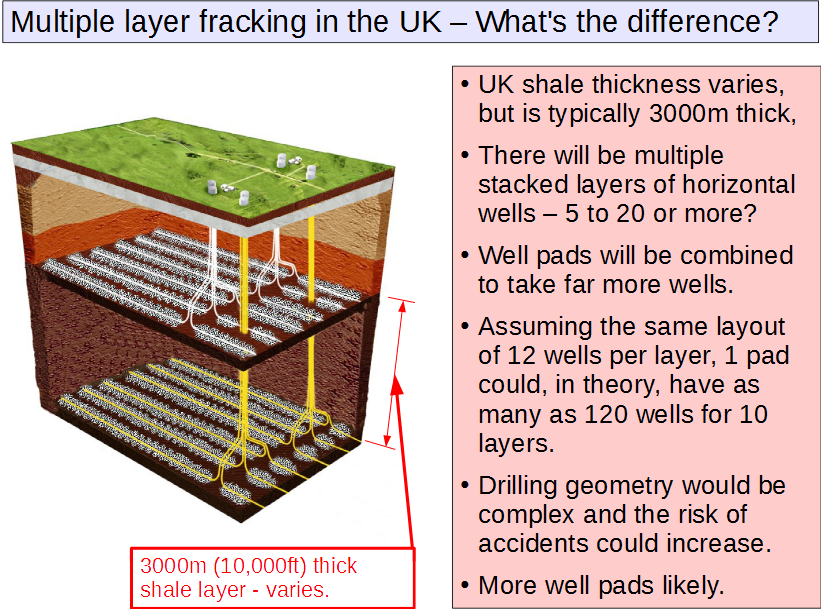 Multiple layer fracking in the UK – What's the difference?
• UK shale thickness varies,
but is typically 3000m thick,
• There will be multiple
stacked layers of horizontal
wells – 5 to 20 or more?
• Well pads will be combined
to take far more wells.
• Assuming the same layout
of 12 wells per layer, 1 pad
could, in theory, have as
many as 120 wells for 10
layers.
• Drilling geometry would be
complex and the risk of
accidents could increase.
• More well pads likely.
3000m (10,000ft) thick
shale layer - varies.